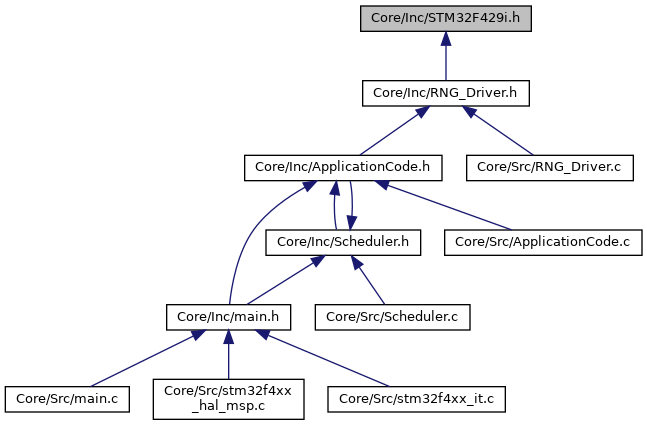 Core/Inc/STM32F429i.h
Core/Inc/RNG_Driver.h
Core/Inc/ApplicationCode.h
Core/Src/RNG_Driver.c
Core/Inc/Scheduler.h
Core/Src/ApplicationCode.c
Core/Inc/main.h
Core/Src/Scheduler.c
Core/Src/main.c
Core/Src/stm32f4xx
_hal_msp.c
Core/Src/stm32f4xx_it.c